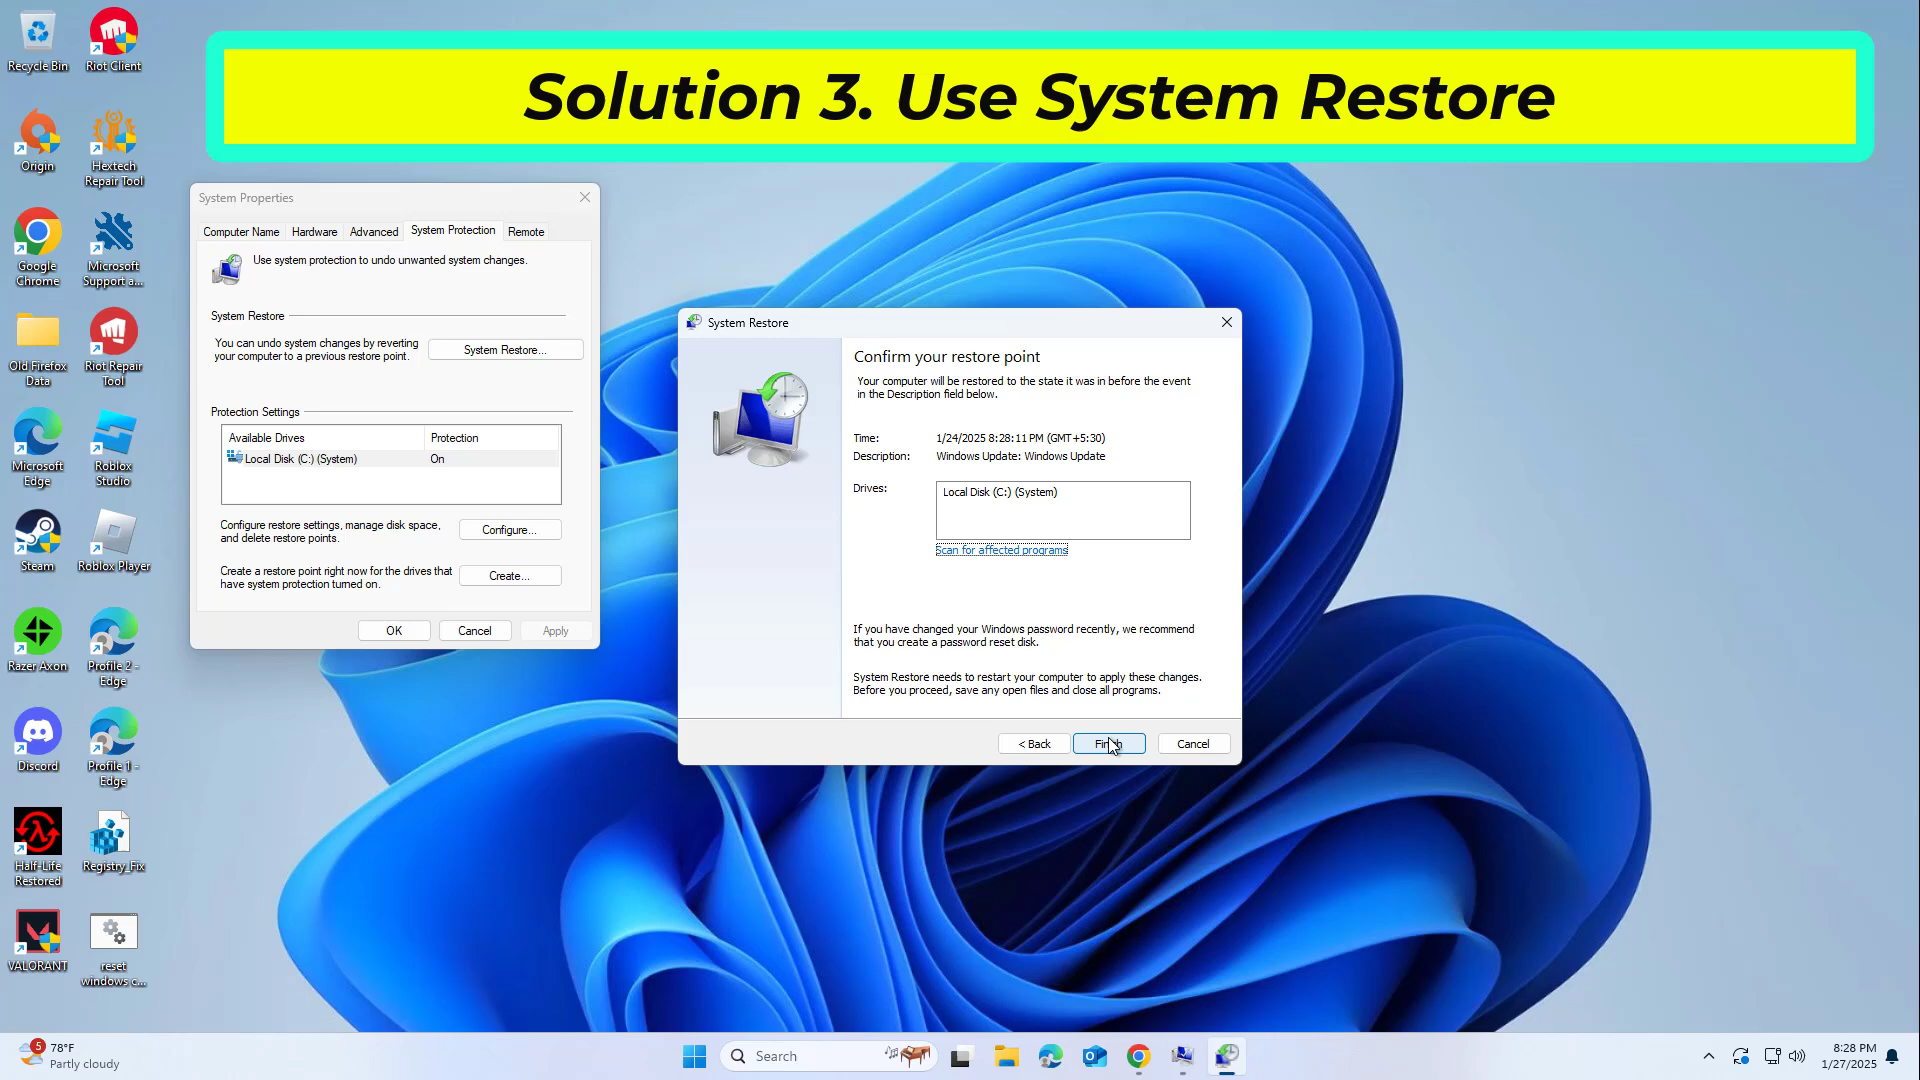 Solution 3. Use System Restore
Recycle Bin
Riot Client
Origin
Hextech
Repair Tool
Google
Chrome
Microsoft
Support a...
Old Firefox
Data
Riot Repair
Tool
Microsoft
Edge
Roblox
Studio
Steam
Roblox Player
Razer Axon
Profile 2 -
Edge
Discord
Profile 1 -
Edge
Half-Life
Restored
Registry_Fix
VALORANT
reset
windows c...
System Properties
Computer Name
Hardware
Advanced
System Protection
Remote
Use system protection to undo unwanted system changes.
System Restore
You can undo system changes by reverting
your computer to a previous restore point.
System Restore...
Protection Settings
Available Drives
Protection
Local Disk (C:) (System)
On
Configure restore settings, manage disk space,
and delete restore points.
Configure...
Create a restore point right now for the drives that
have system protection turned on.
Create...
OK
Cancel
Apply
System Restore
Confirm your restore point
Your computer will be restored to the state it was in before the event
in the Description field below.
Time:
1/24/2025 8:28:11 PM (GMT+5:30)
Description:
Windows Update: Windows Update
Drives:
Local Disk (C:) (System)
Scan for affected programs
If you have changed your Windows password recently, we recommend
that you create a password reset disk.
System Restore needs to restart your computer to apply these changes.
Before you proceed, save any open files and close all programs.
< Back
Finish
Cancel
5
78°F
Partly cloudy
Search
8:28 PM
1/27/2025